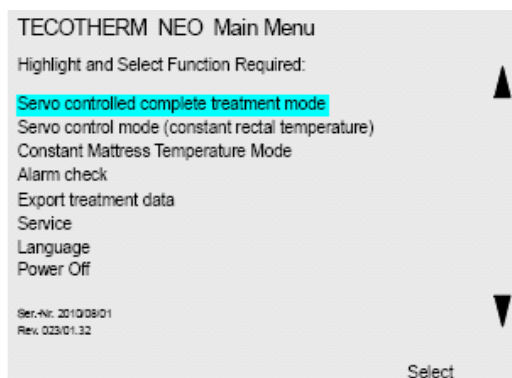 TECOTHERM NEO Main Menu
Highlight and Select Function Required:
Servo controlled complete treatment mode
Servo control mode (constant rectal temperature)
Constant Mattress Temperature Mode
Alarm check
Export treatment data
Service
Language
Power Off
Ser.-Nr. 2010/08/01
Rev. 023/01.32
Select